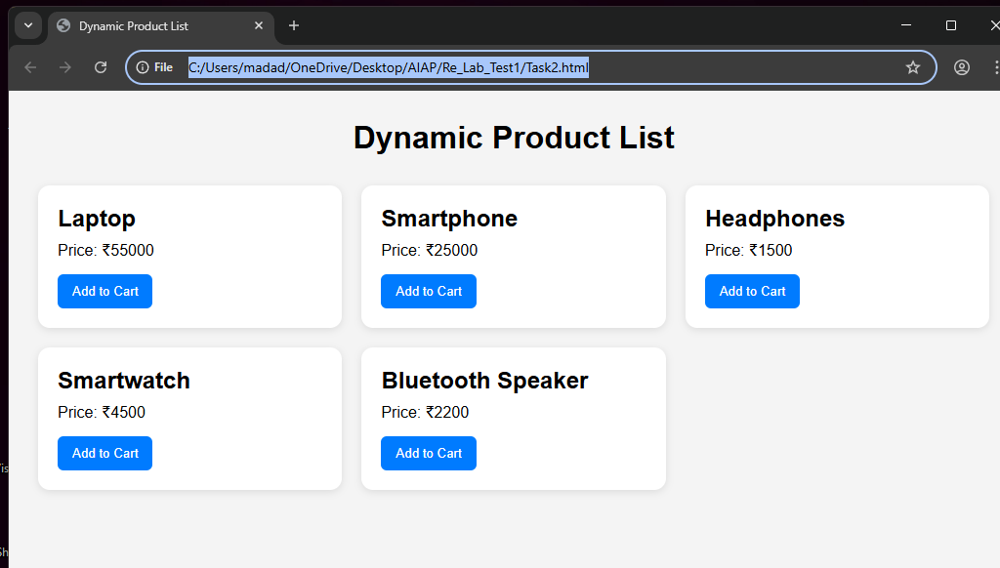 Dynamic Product List
File C:/Users/madad/OneDrive/Desktop/AIAP/Re_Lab_Test1/Task2.html
Dynamic Product List
Laptop
Price: ₹55000
Add to Cart
Smartphone
Price: ₹25000
Add to Cart
Headphones
Price: ₹1500
Add to Cart
Smartwatch
Price: ₹4500
Add to Cart
Bluetooth Speaker
Price: ₹2200
Add to Cart